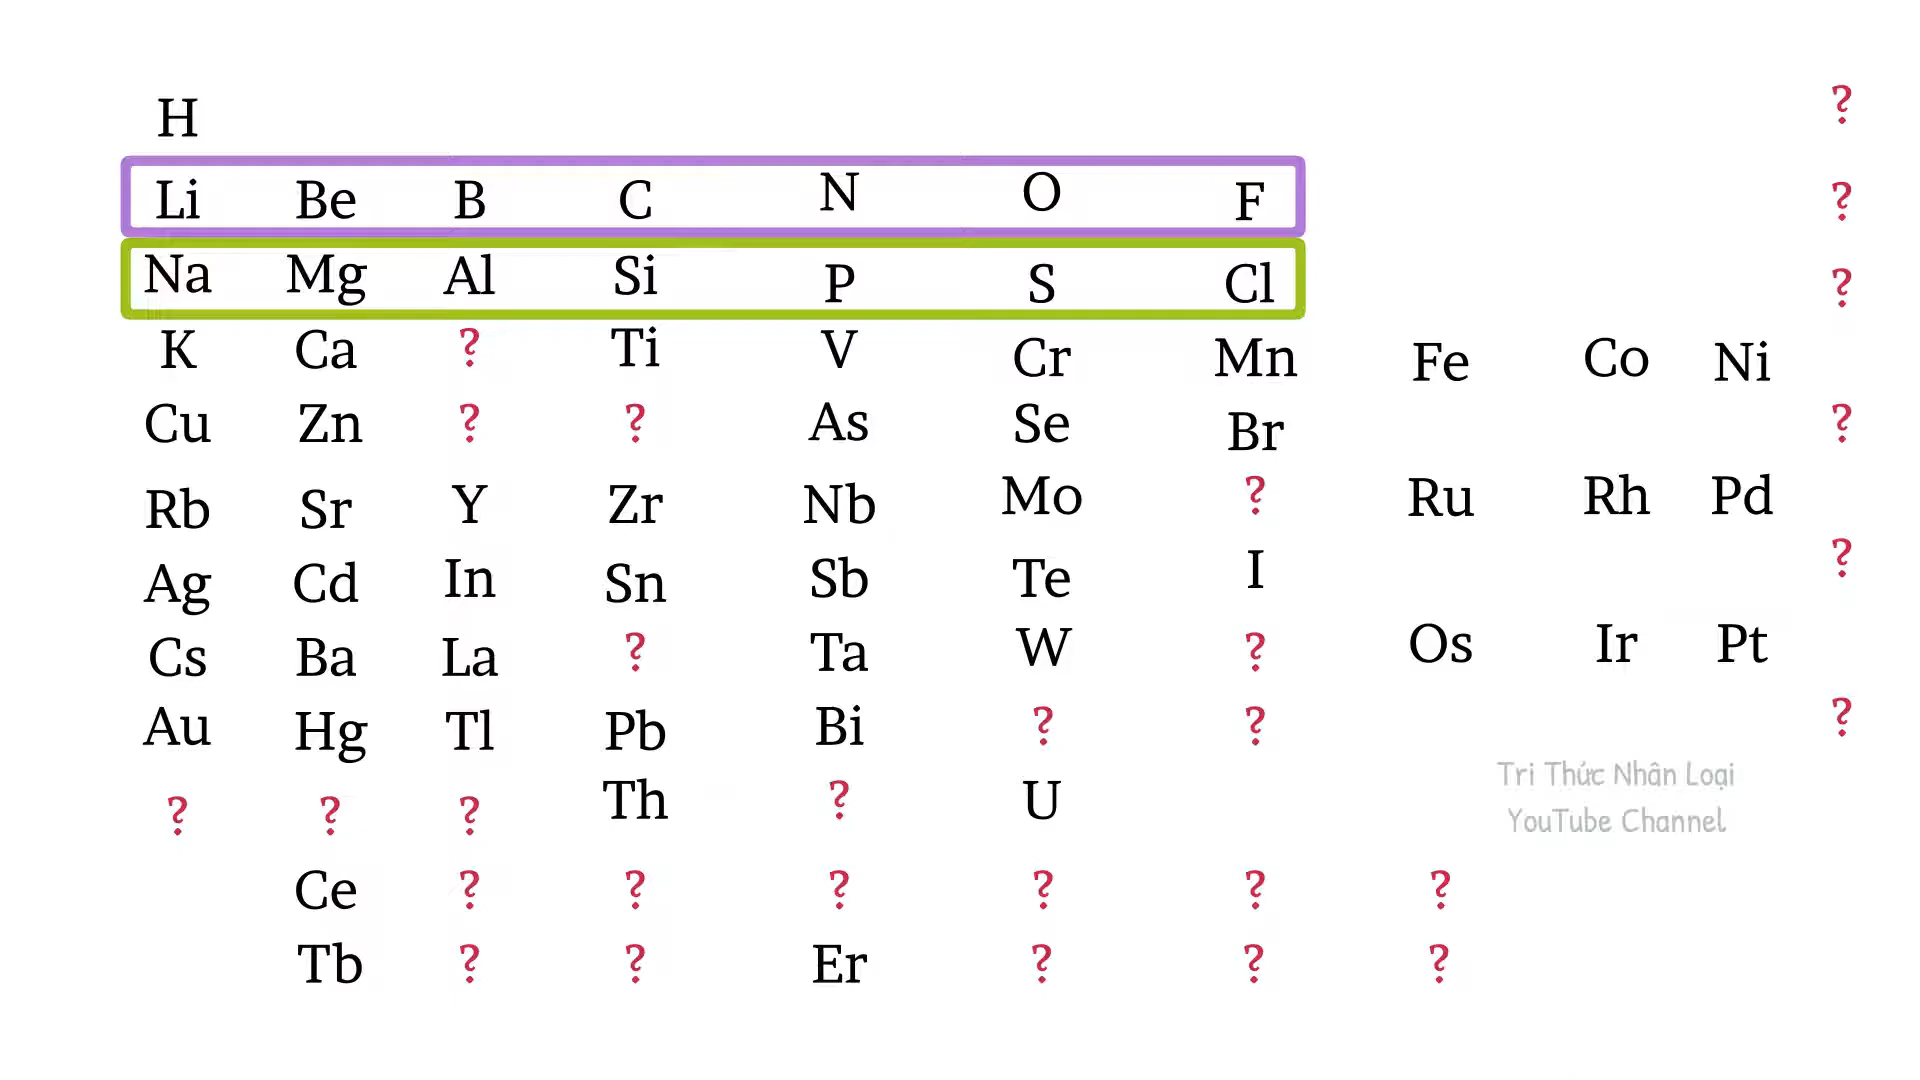 H ?
Li Be B C N O F ?
Na Mg Al Si P S Cl ?
K Ca ? Ti V Cr Mn Fe Co Ni
Cu Zn ? ? As Se Br ?
Rb Sr Y Zr Nb Mo ? Ru Rh Pd
Ag Cd In Sn Sb Te I ?
Cs Ba La ? Ta W ? Os Ir Pt
Au Hg Tl Pb Bi ? ? ?
? ? ? Th ? U
Ce ? ? ? ? ? ?
Tb ? ? Er ? ? ?
Tri Thức Nhân Loại
YouTube Channel